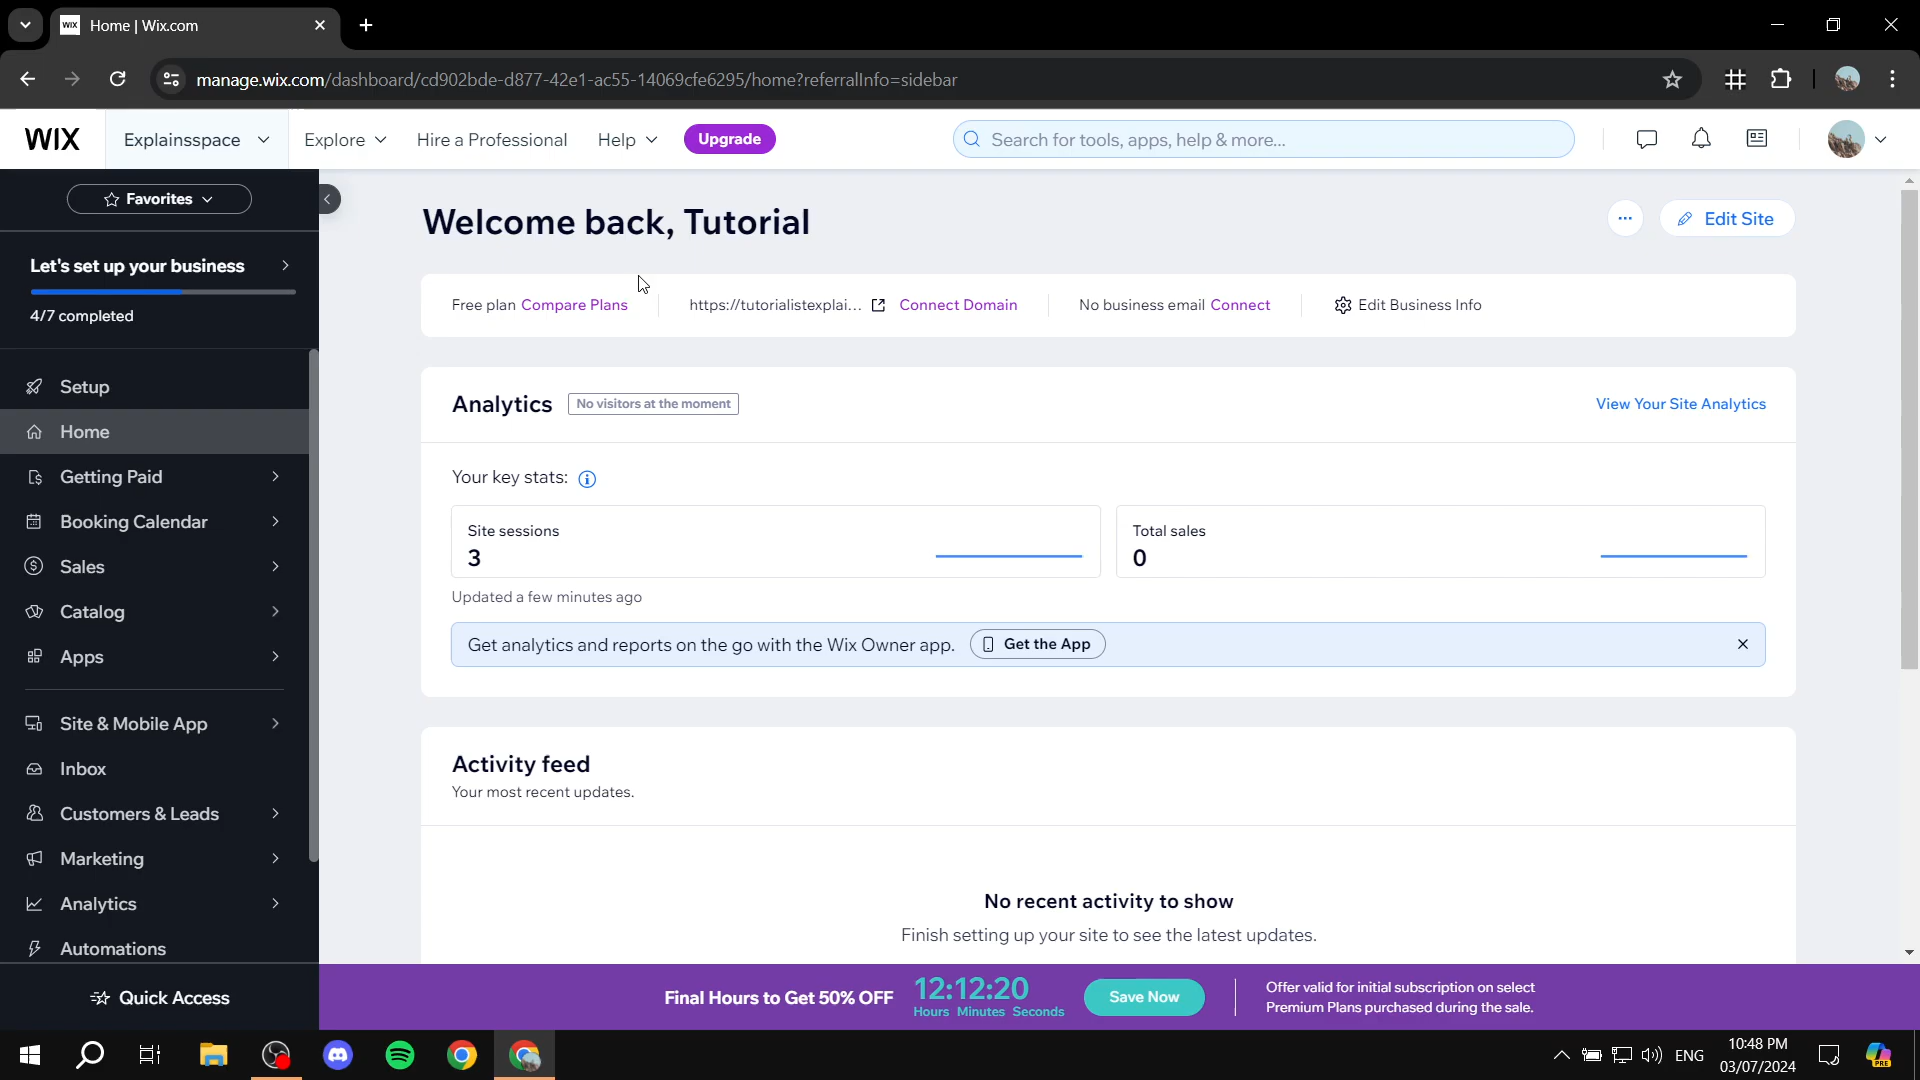 WIX Home | Wix.com
manage.wix.com/dashboard/cd902bde-d877-42e1-ac55-14069cfe6295/home?referralInfo=sidebar
WIX Explainsspace Explore Hire a Professional Help Upgrade Search for tools, apps, help & more...
Favorites
Let's set up your business
4/7 completed
Setup
Home
Getting Paid
Booking Calendar
Sales
Catalog
Apps
Site & Mobile App
Inbox
Customers & Leads
Marketing
Analytics
Automations
Quick Access
Welcome back, Tutorial
Edit Site
Free plan Compare Plans https://tutorialistexplai... Connect Domain No business email Connect Edit Business Info
Analytics No visitors at the moment View Your Site Analytics
Your key stats:
Site sessions
3
Total sales
0
Updated a few minutes ago
Get analytics and reports on the go with the Wix Owner app. Get the App
Activity feed
Your most recent updates.
No recent activity to show
Finish setting up your site to see the latest updates.
Final Hours to Get 50% OFF
12:12:20
Hours Minutes Seconds
Save Now
Offer valid for initial subscription on select
Premium Plans purchased during the sale.
ENG
10:48 PM
03/07/2024
PRE